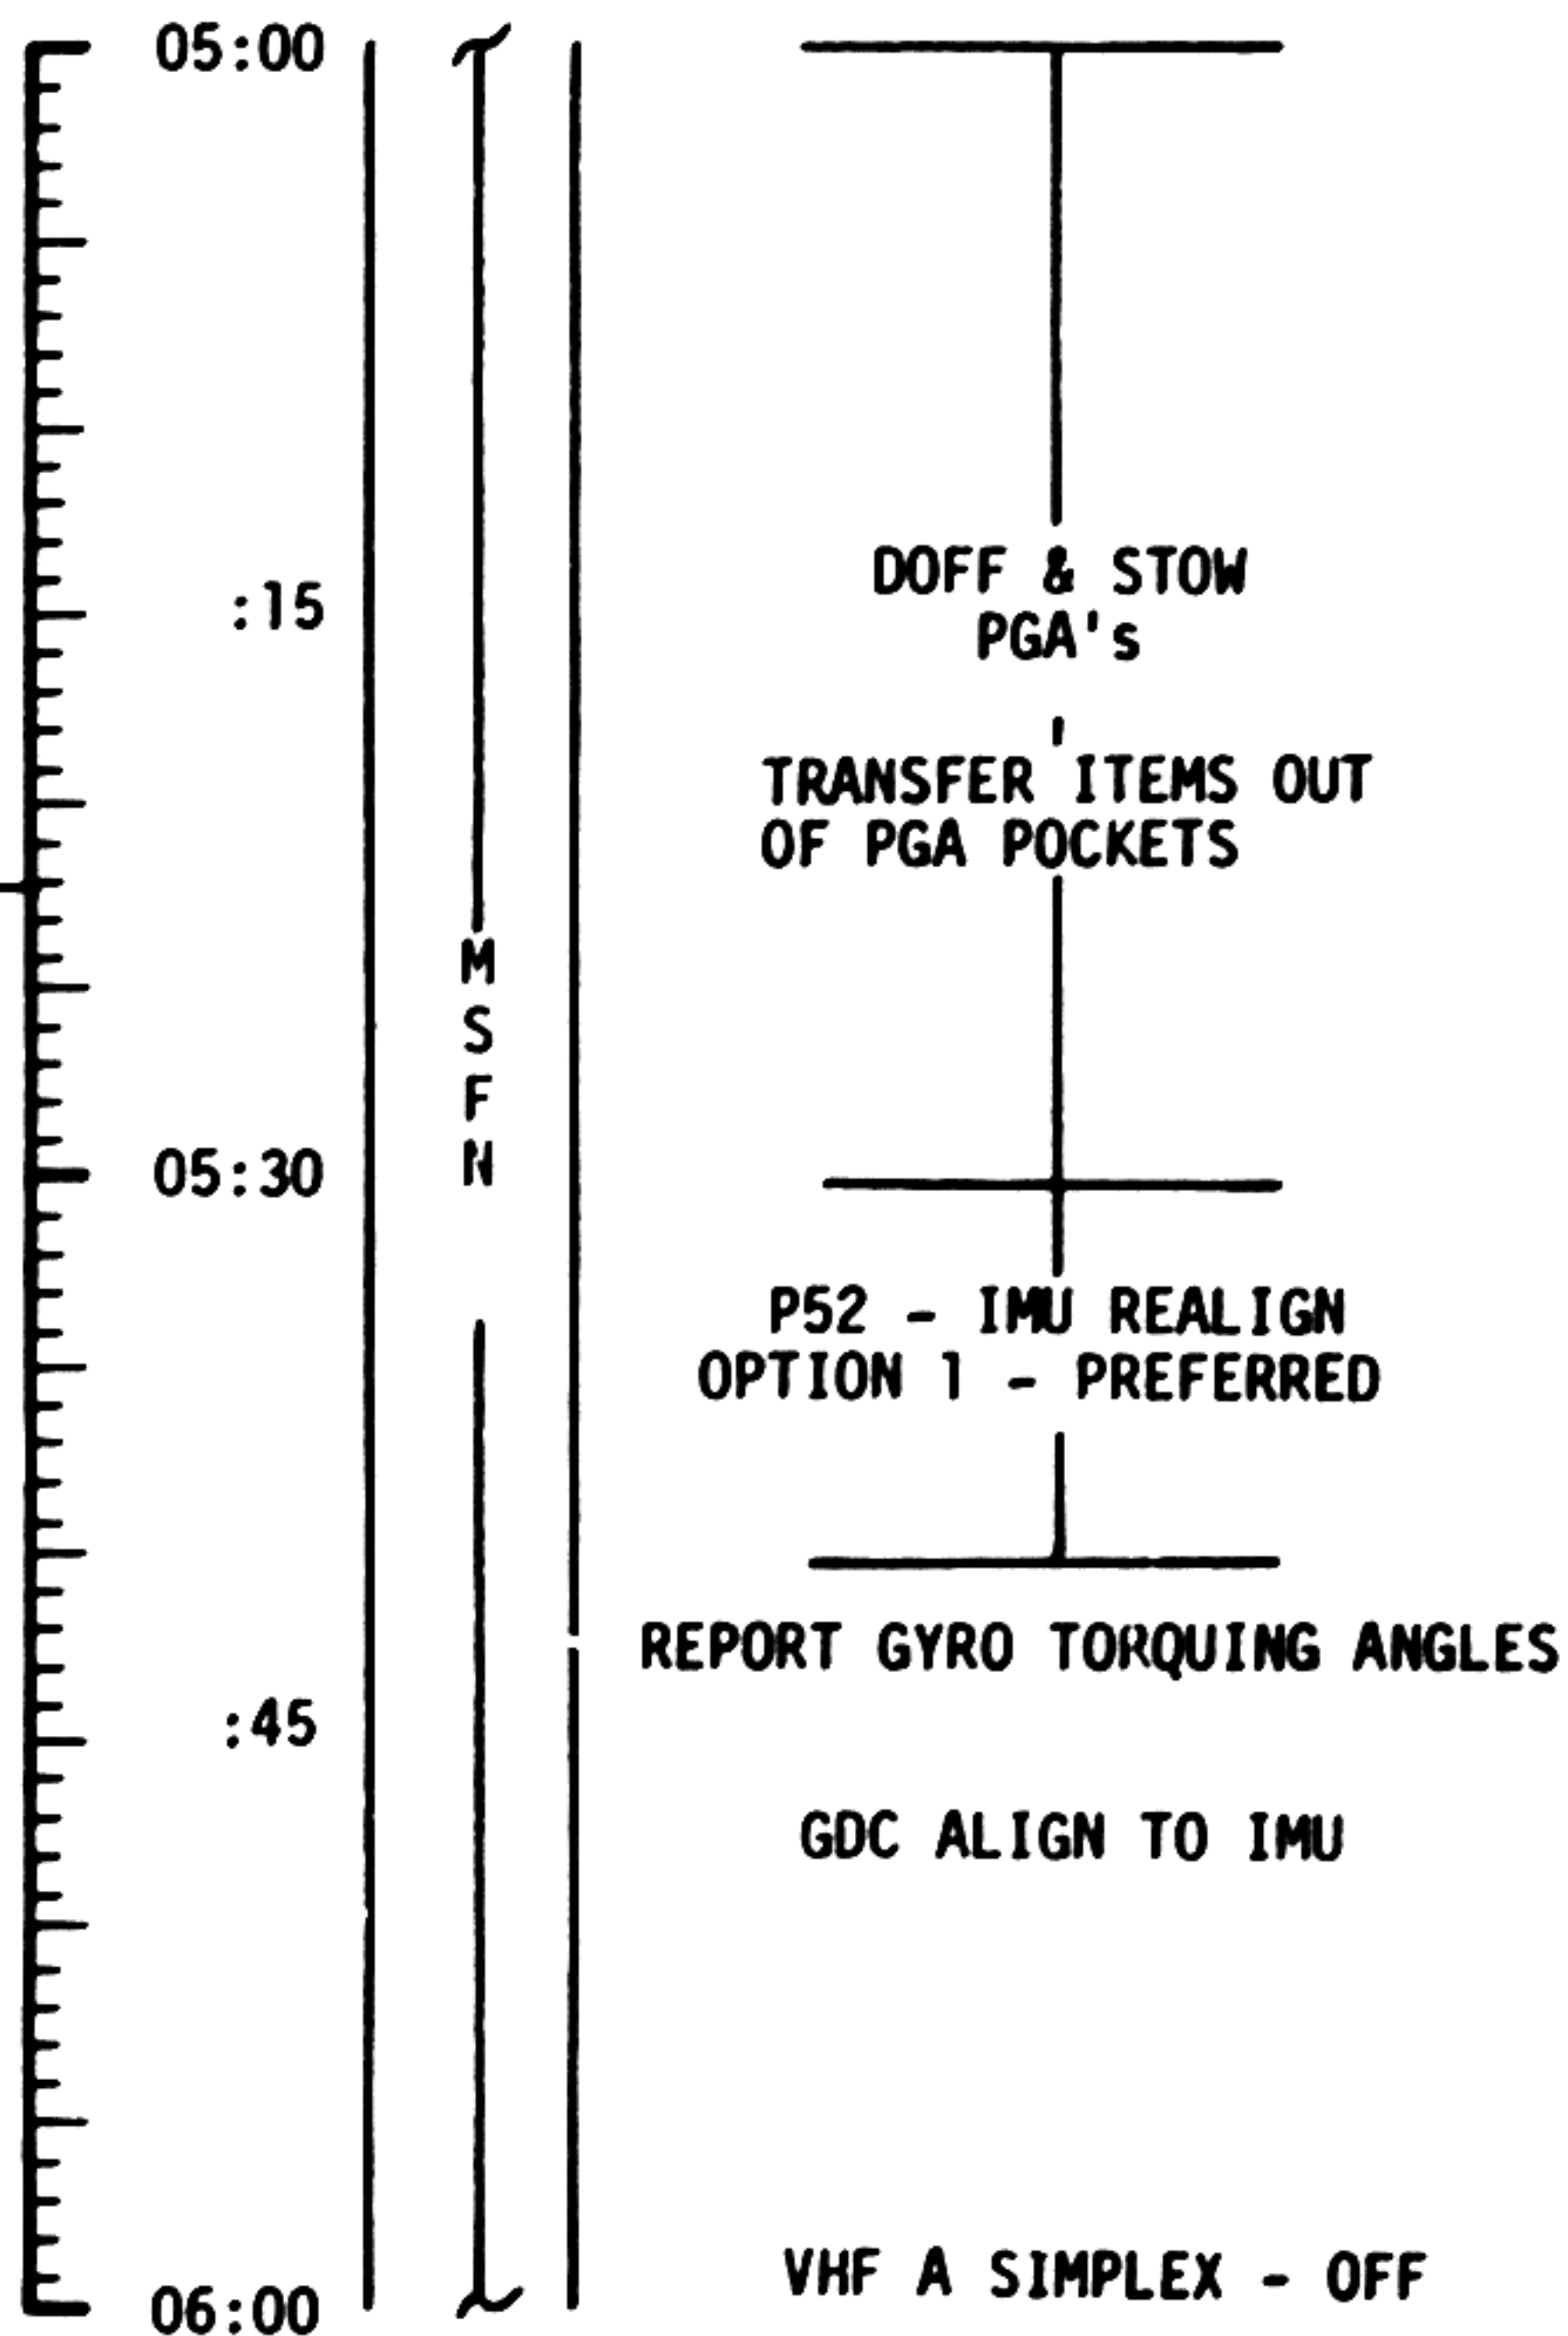 05:00
DOFF & STOW
:15
PGA's
TRANSFER ITEMS OUT
OF PGA POCKETS
M
S
F
N
05:30
P52 - IMU REALIGN
OPTION 1 - PREFERRED
REPORT GYRO TORQUING ANGLES
:45
GDC ALIGN TO IMU
VHF A SIMPLEX - OFF
06:00